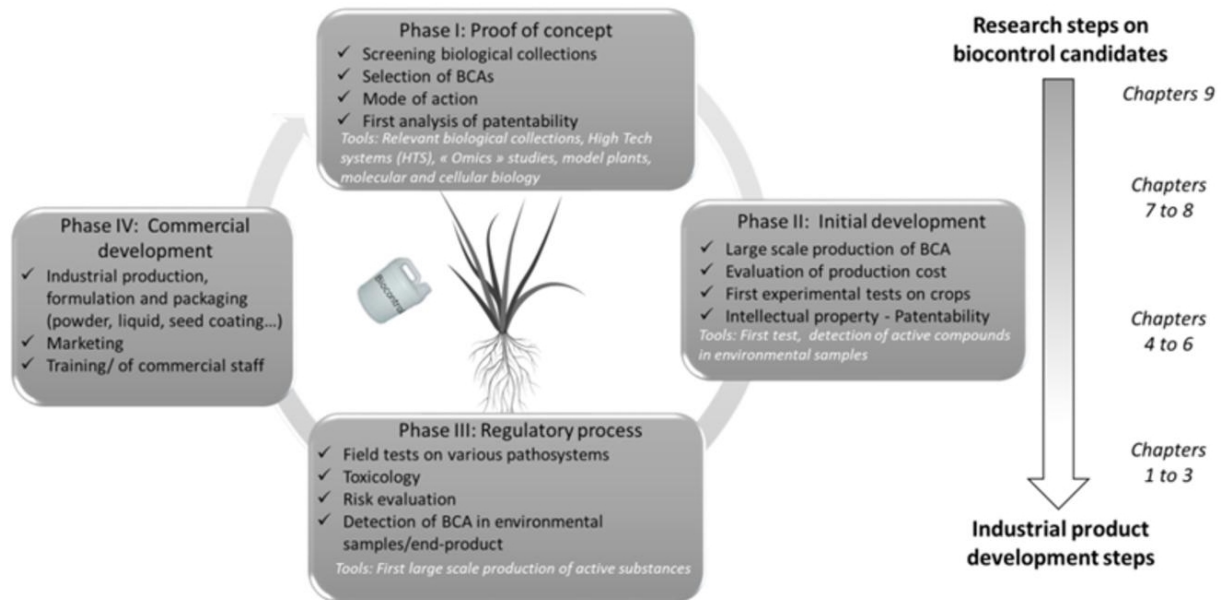 Phase I: Proof of concept
✓ Screening biological collections
✓ Selection of BCAs
✓ Mode of action
✓ First analysis of patentability
Tools: Relevant biological collections, High Tech
systems (HTS), « Omics » studies, model plants,
molecular and cellular biology
Phase II: Initial development
✓ Large scale production of BCA
✓ Evaluation of production cost
✓ First experimental tests on crops
✓ Intellectual property - Patentability
Tools: First test, detection of active compounds
in environmental samples
Phase III: Regulatory process
✓ Field tests on various pathosystems
✓ Toxicology
✓ Risk evaluation
✓ Detection of BCA in environmental
samples/end-product
Tools: First large scale production of active substances
Phase IV: Commercial
development
✓ Industrial production,
formulation and packaging
(powder, liquid, seed coating…)
✓ Marketing
✓ Training/ of commercial staff
Biocontrol
Research steps on
biocontrol candidates
Chapters 9
Chapters
7 to 8
Chapters
4 to 6
Chapters
1 to 3
Industrial product
development steps